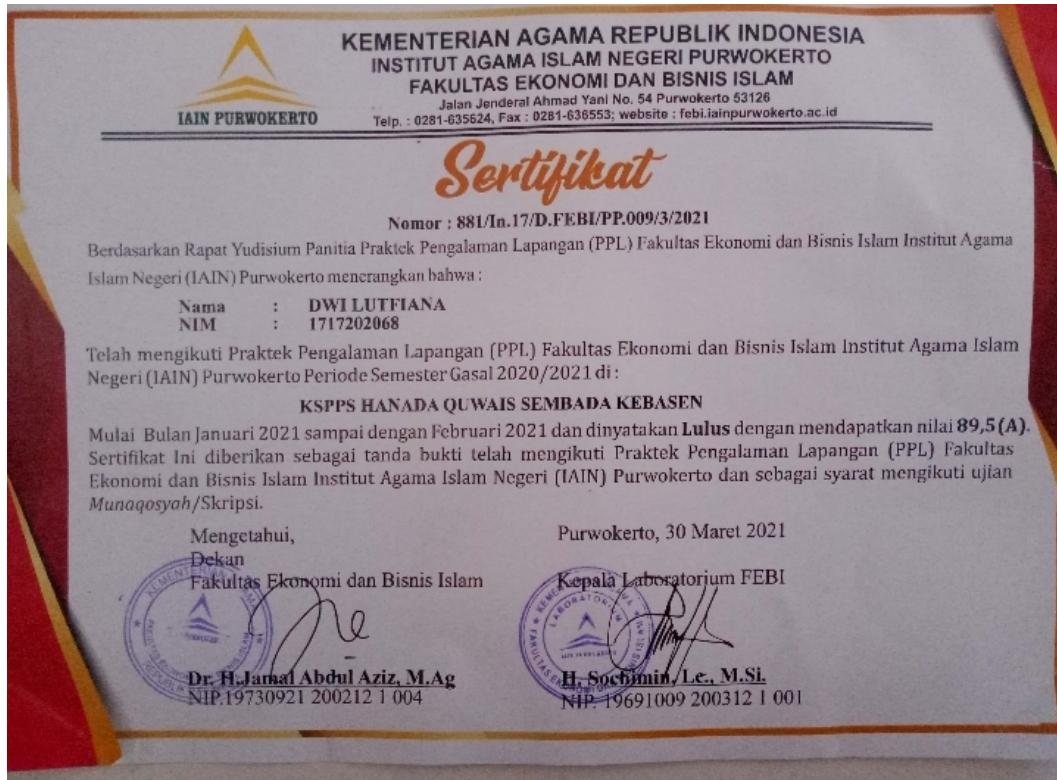 KEMENTERIAN AGAMA REPUBLIK INDONESIA
INSTITUT AGAMA ISLAM NEGERI PURWOKERTO
FAKULTAS EKONOMI DAN BISNIS ISLAM
Jalan Jenderal Ahmad Yani No. 54 Purwokerto 53126
Telp. : 0281-635624, Fax : 0281-636553; website : febi.iainpurwokerto.ac.id
IAIN PURWOKERTO
Sertifikat
Nomor : 881/In.17/D.FEBI/PP.009/3/2021
Berdasarkan Rapat Yudisium Panitia Praktek Pengalaman Lapangan (PPL) Fakultas Ekonomi dan Bisnis Islam Institut Agama
Islam Negeri (IAIN) Purwokerto menerangkan bahwa :
Nama : DWI LUTFIANA
NIM : 1717202068
Telah mengikuti Praktek Pengalaman Lapangan (PPL) Fakultas Ekonomi dan Bisnis Islam Institut Agama Islam
Negeri (IAIN) Purwokerto Periode Semester Gasal 2020/2021 di :
KSPPS HANADA QUWAIS SEMBADA KEBASEN
Mulai Bulan Januari 2021 sampai dengan Februari 2021 dan dinyatakan Lulus dengan mendapatkan nilai 89,5(A).
Sertifikat Ini diberikan sebagai tanda bukti telah mengikuti Praktek Pengalaman Lapangan (PPL) Fakultas
Ekonomi dan Bisnis Islam Institut Agama Islam Negeri (IAIN) Purwokerto dan sebagai syarat mengikuti ujian
Munaqosyah/Skripsi.
Mengetahui,
Dekan
Fakultas Ekonomi dan Bisnis Islam
Dr. H.Jamal Abdul Aziz, M.Ag
NIP.19730921 200212 1 004
Purwokerto, 30 Maret 2021
Kepala Laboratorium FEBI
H. Sochimin, Lc., M.Si.
NIP. 19691009 200312 1 001